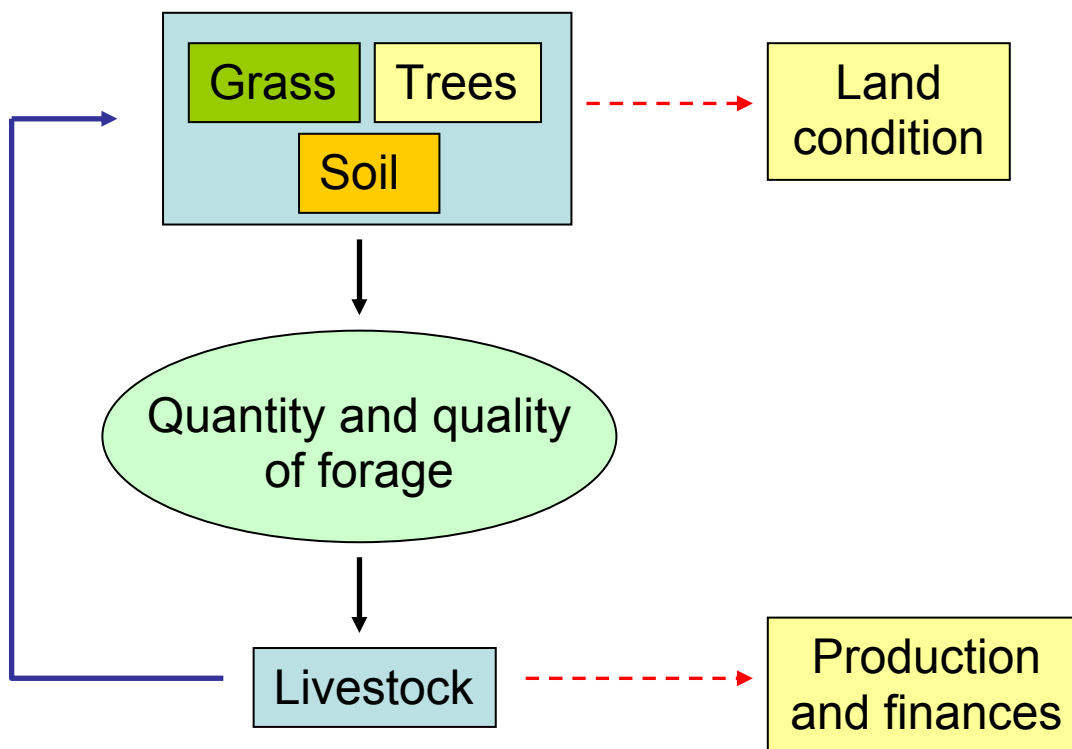 Grass
Trees
Soil
Land
condition
Quantity and quality
of forage
Livestock
Production
and finances